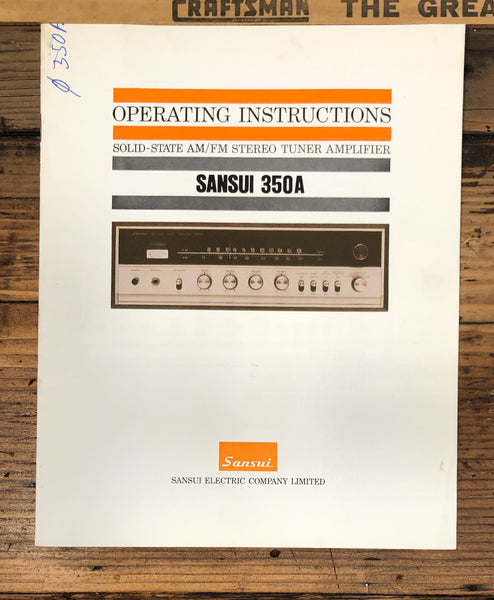 CRAFTSMAN THE GREA
φ 350A
OPERATING INSTRUCTIONS
SOLID-STATE AM/FM STEREO TUNER AMPLIFIER
SANSUI 350A
Sansui
SANSUI ELECTRIC COMPANY LIMITED